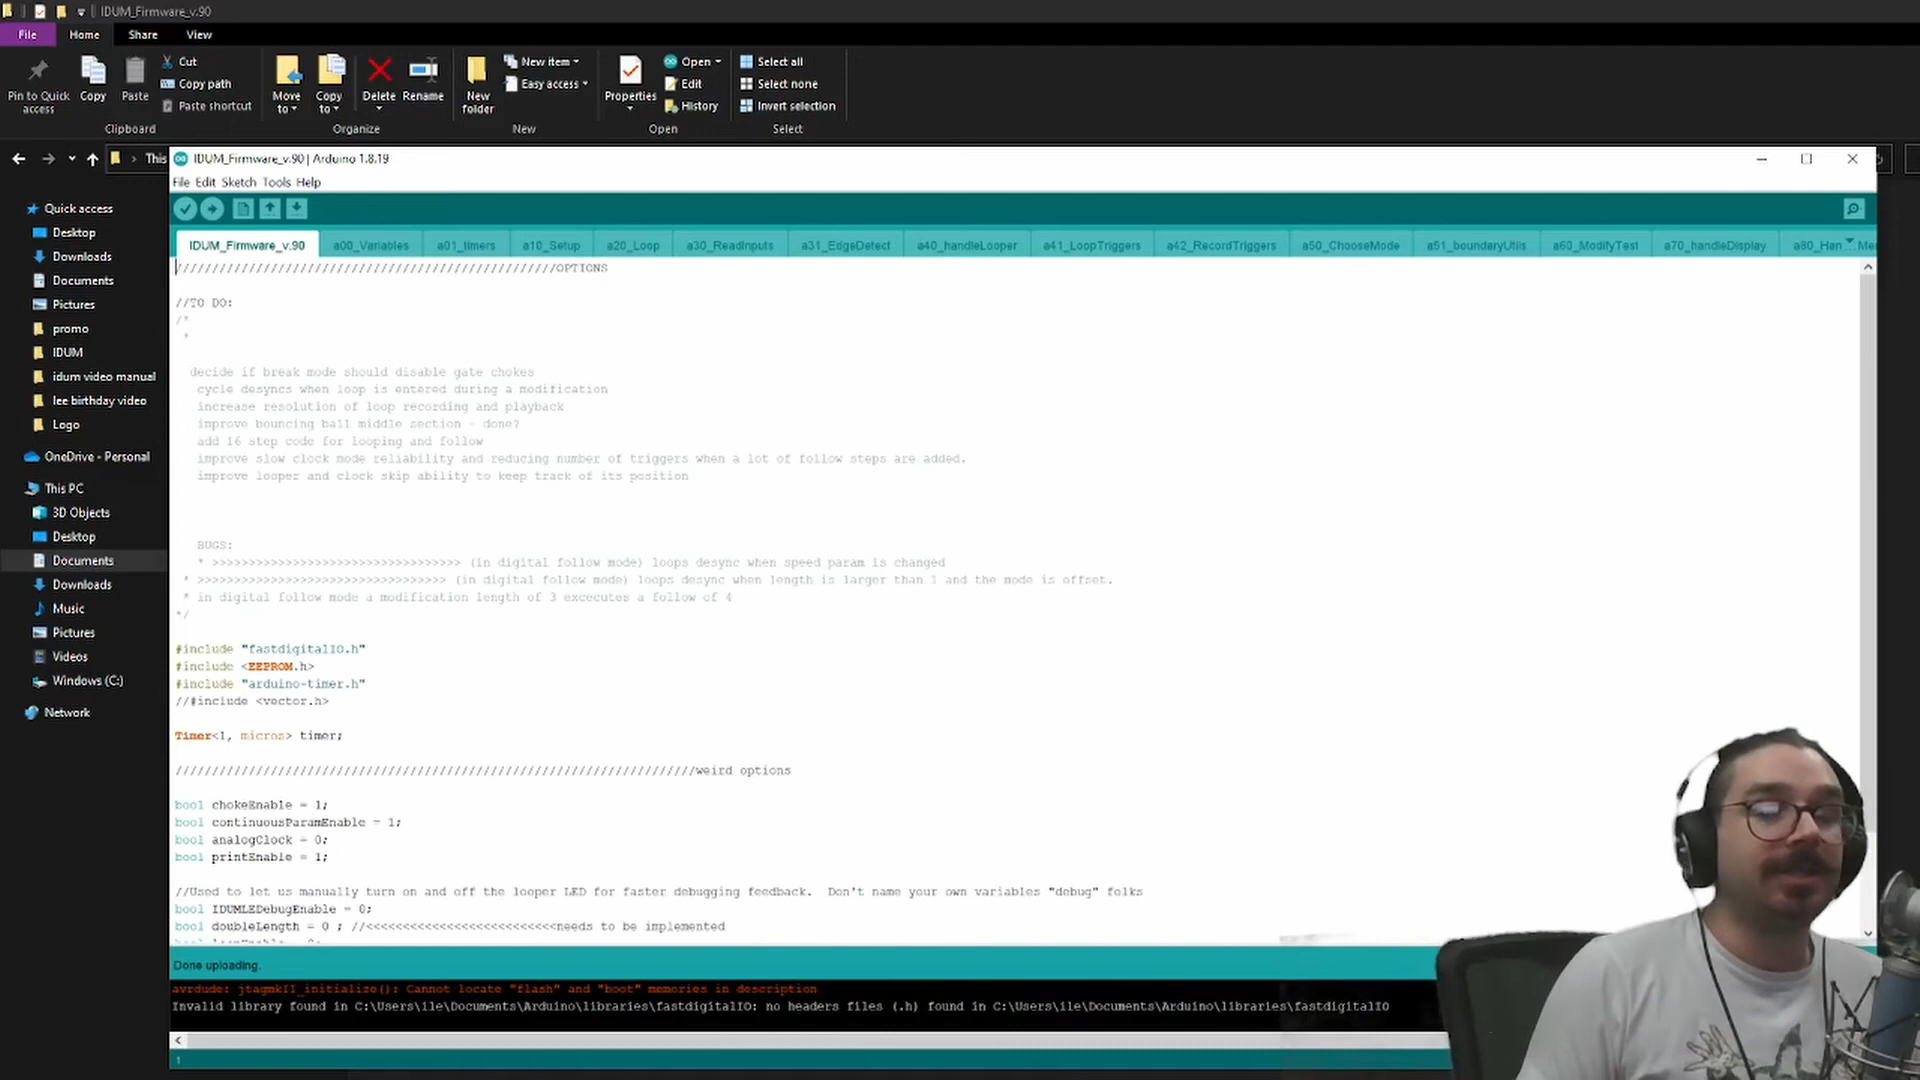 IDUM_Firmware_v.90
File Home Share View
Pin to Quick access
Copy
Paste
Cut
Copy path
Paste shortcut
Move to
Copy to
Delete
Rename
New folder
New item
Easy access
Properties
Open
Edit
History
Select all
Select none
Invert selection
Clipboard Organize New Open Select
This
Quick access
Desktop
Downloads
Documents
Pictures
promo
IDUM
idum video manual
lee birthday video
Logo
OneDrive - Personal
This PC
3D Objects
Desktop
Documents
Downloads
Music
Pictures
Videos
Windows (C:)
Network
IDUM_Firmware_v.90 | Arduino 1.8.19
File Edit Sketch Tools Help
IDUM_Firmware_v.90 a00_Variables a01_timers a10_Setup a20_Loop a30_ReadInputs a31_EdgeDetect a40_handleLooper a41_LoopTriggers a42_RecordTriggers a50_ChooseMode a51_boundaryUtils a60_ModifyTest a70_handleDisplay a80_Han
////////////////////////////////////////////////////OPTIONS
//TO DO:
/*
*
decide if break mode should disable gate chokes
cycle desyncs when loop is entered during a modification
increase resolution of loop recording and playback
improve bouncing ball middle section - done?
add 16 step code for looping and follow
improve slow clock mode reliability and reducing number of triggers when a lot of follow steps are added.
improve looper and clock skip ability to keep track of its position
BUGS:
* >>>>>>>>>>>>>>>>>>>>>>>>>>>>>>>>>> (in digital follow mode) loops desync when speed param is changed
* >>>>>>>>>>>>>>>>>>>>>>>>>>>>>>>>>> (in digital follow mode) loops desync when length is larger than 1 and the mode is offset.
* in digital follow mode a modification length of 3 excecutes a follow of 4
*/
#include "fastdigitalIO.h"
#include <EEPROM.h>
#include "arduino-timer.h"
//#include <vector.h>
Timer<1, micros> timer;
///////////////////////////////////////////////////////////////////////weird options
bool chokeEnable = 1;
bool continuousParamEnable = 1;
bool analogClock = 0;
bool printEnable = 1;
//Used to let us manually turn on and off the looper LED for faster debugging feedback.  Don't name your own variables "debug" folks
bool IDUMLEDebugEnable = 0;
bool doubleLength = 0 ; //<<<<<<<<<<<<<<<<<<<<<<<<<<needs to be implemented
Done uploading.
avrdude: jtagmkII_initialize(): Cannot locate "flash" and "boot" memories in description
Invalid library found in C:\Users\ile\Documents\Arduino\libraries\fastdigitalIO: no headers files (.h) found in C:\Users\ile\Documents\Arduino\libraries\fastdigitalIO
1